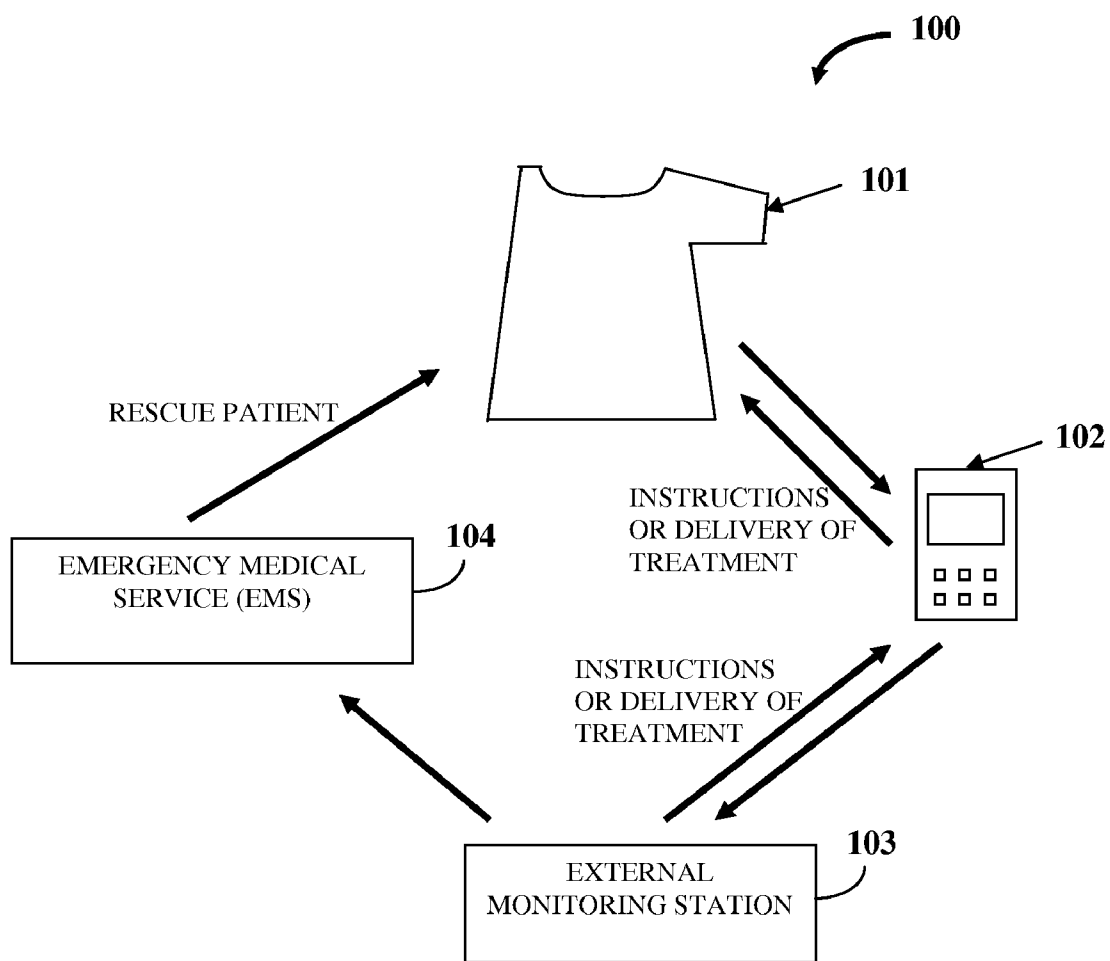 100
101
RESCUE PATIENT
102
INSTRUCTIONS
OR DELIVERY OF
TREATMENT
104
EMERGENCY MEDICAL
SERVICE (EMS)
INSTRUCTIONS
OR DELIVERY OF
TREATMENT
103
EXTERNAL
MONITORING STATION